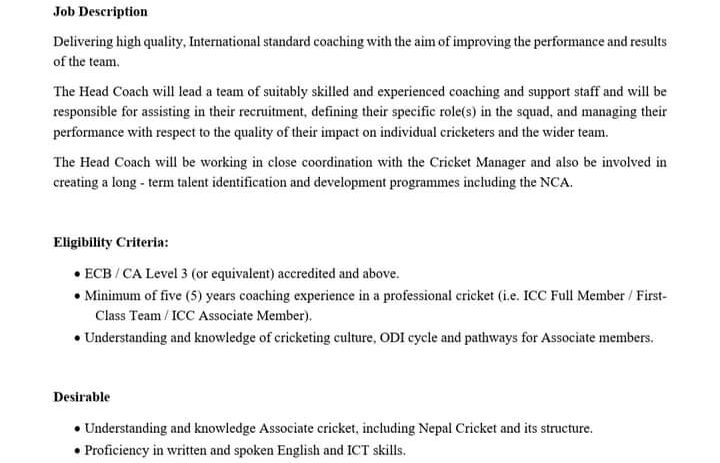 Job Description
Delivering high quality, International standard coaching with the aim of improving the performance and results
of the team.
The Head Coach will lead a team of suitably skilled and experienced coaching and support staff and will be
responsible for assisting in their recruitment, defining their specific role(s) in the squad, and managing their
performance with respect to the quality of their impact on individual cricketers and the wider team.
The Head Coach will be working in close coordination with the Cricket Manager and also be involved in
creating a long - term talent identification and development programmes including the NCA.
Eligibility Criteria:
• ECB / CA Level 3 (or equivalent) accredited and above.
• Minimum of five (5) years coaching experience in a professional cricket (i.e. ICC Full Member / First-
Class Team / ICC Associate Member).
• Understanding and knowledge of cricketing culture, ODI cycle and pathways for Associate members.
Desirable
• Understanding and knowledge Associate cricket, including Nepal Cricket and its structure.
• Proficiency in written and spoken English and ICT skills.